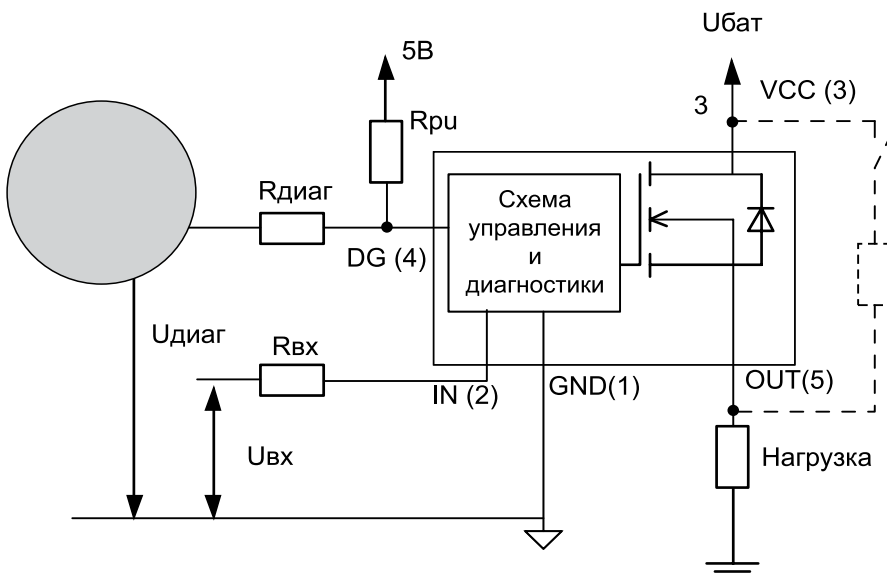 Uбат
5В
3
VCC (3)
Rpu
Rдиаг
Схема
управления
и
диагностики
DG (4)
Uдиаг
Rвх
IN (2)
GND(1)
OUT(5)
Uвх
Нагрузка